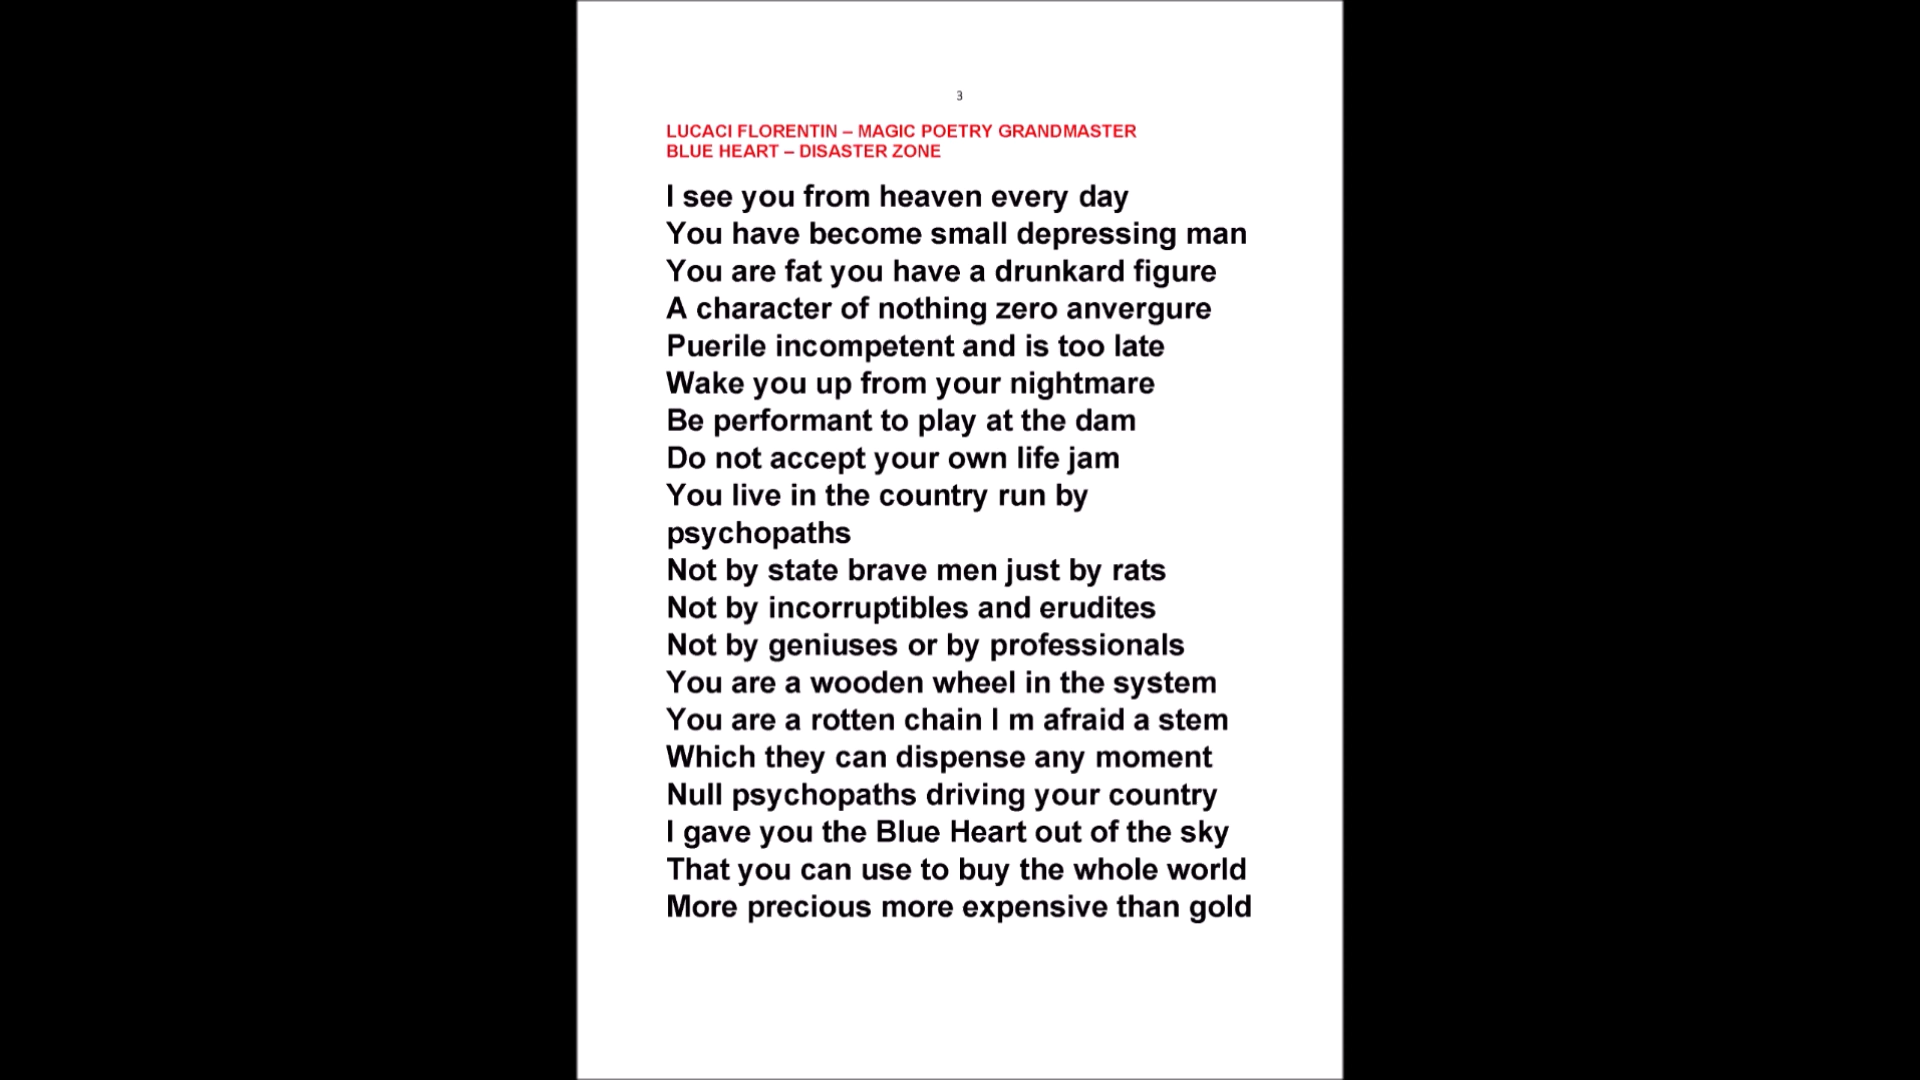 3
LUCACI FLORENTIN – MAGIC POETRY GRANDMASTER
BLUE HEART – DISASTER ZONE
I see you from heaven every day
You have become small depressing man
You are fat you have a drunkard figure
A character of nothing zero anvergure
Puerile incompetent and is too late
Wake you up from your nightmare
Be performant to play at the dam
Do not accept your own life jam
You live in the country run by
psychopaths
Not by state brave men just by rats
Not by incorruptibles and erudites
Not by geniuses or by professionals
You are a wooden wheel in the system
You are a rotten chain I m afraid a stem
Which they can dispense any moment
Null psychopaths driving your country
I gave you the Blue Heart out of the sky
That you can use to buy the whole world
More precious more expensive than gold